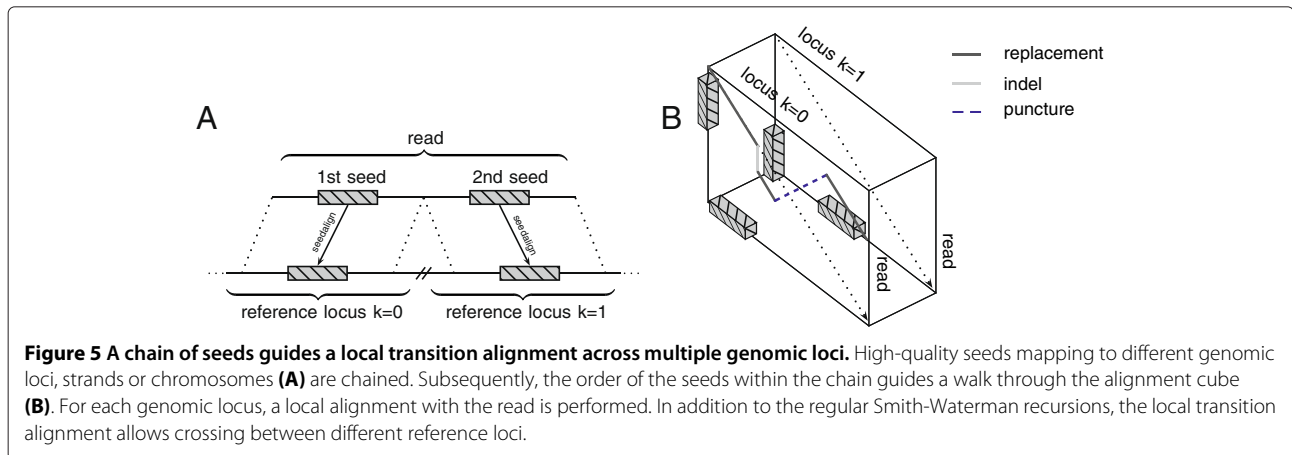 A
read
1st seed
2nd seed
seedalign
seedalign
reference locus k=0
reference locus k=1
B
locus k=1
locus k=0
read
read
replacement
indel
puncture
Figure 5 A chain of seeds guides a local transition alignment across multiple genomic loci. High-quality seeds mapping to different genomic
loci, strands or chromosomes (A) are chained. Subsequently, the order of the seeds within the chain guides a walk through the alignment cube
(B). For each genomic locus, a local alignment with the read is performed. In addition to the regular Smith-Waterman recursions, the local transition
alignment allows crossing between different reference loci.